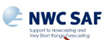 NWC SAF
Support to Nowcasting and
Very Short Range Forecasting